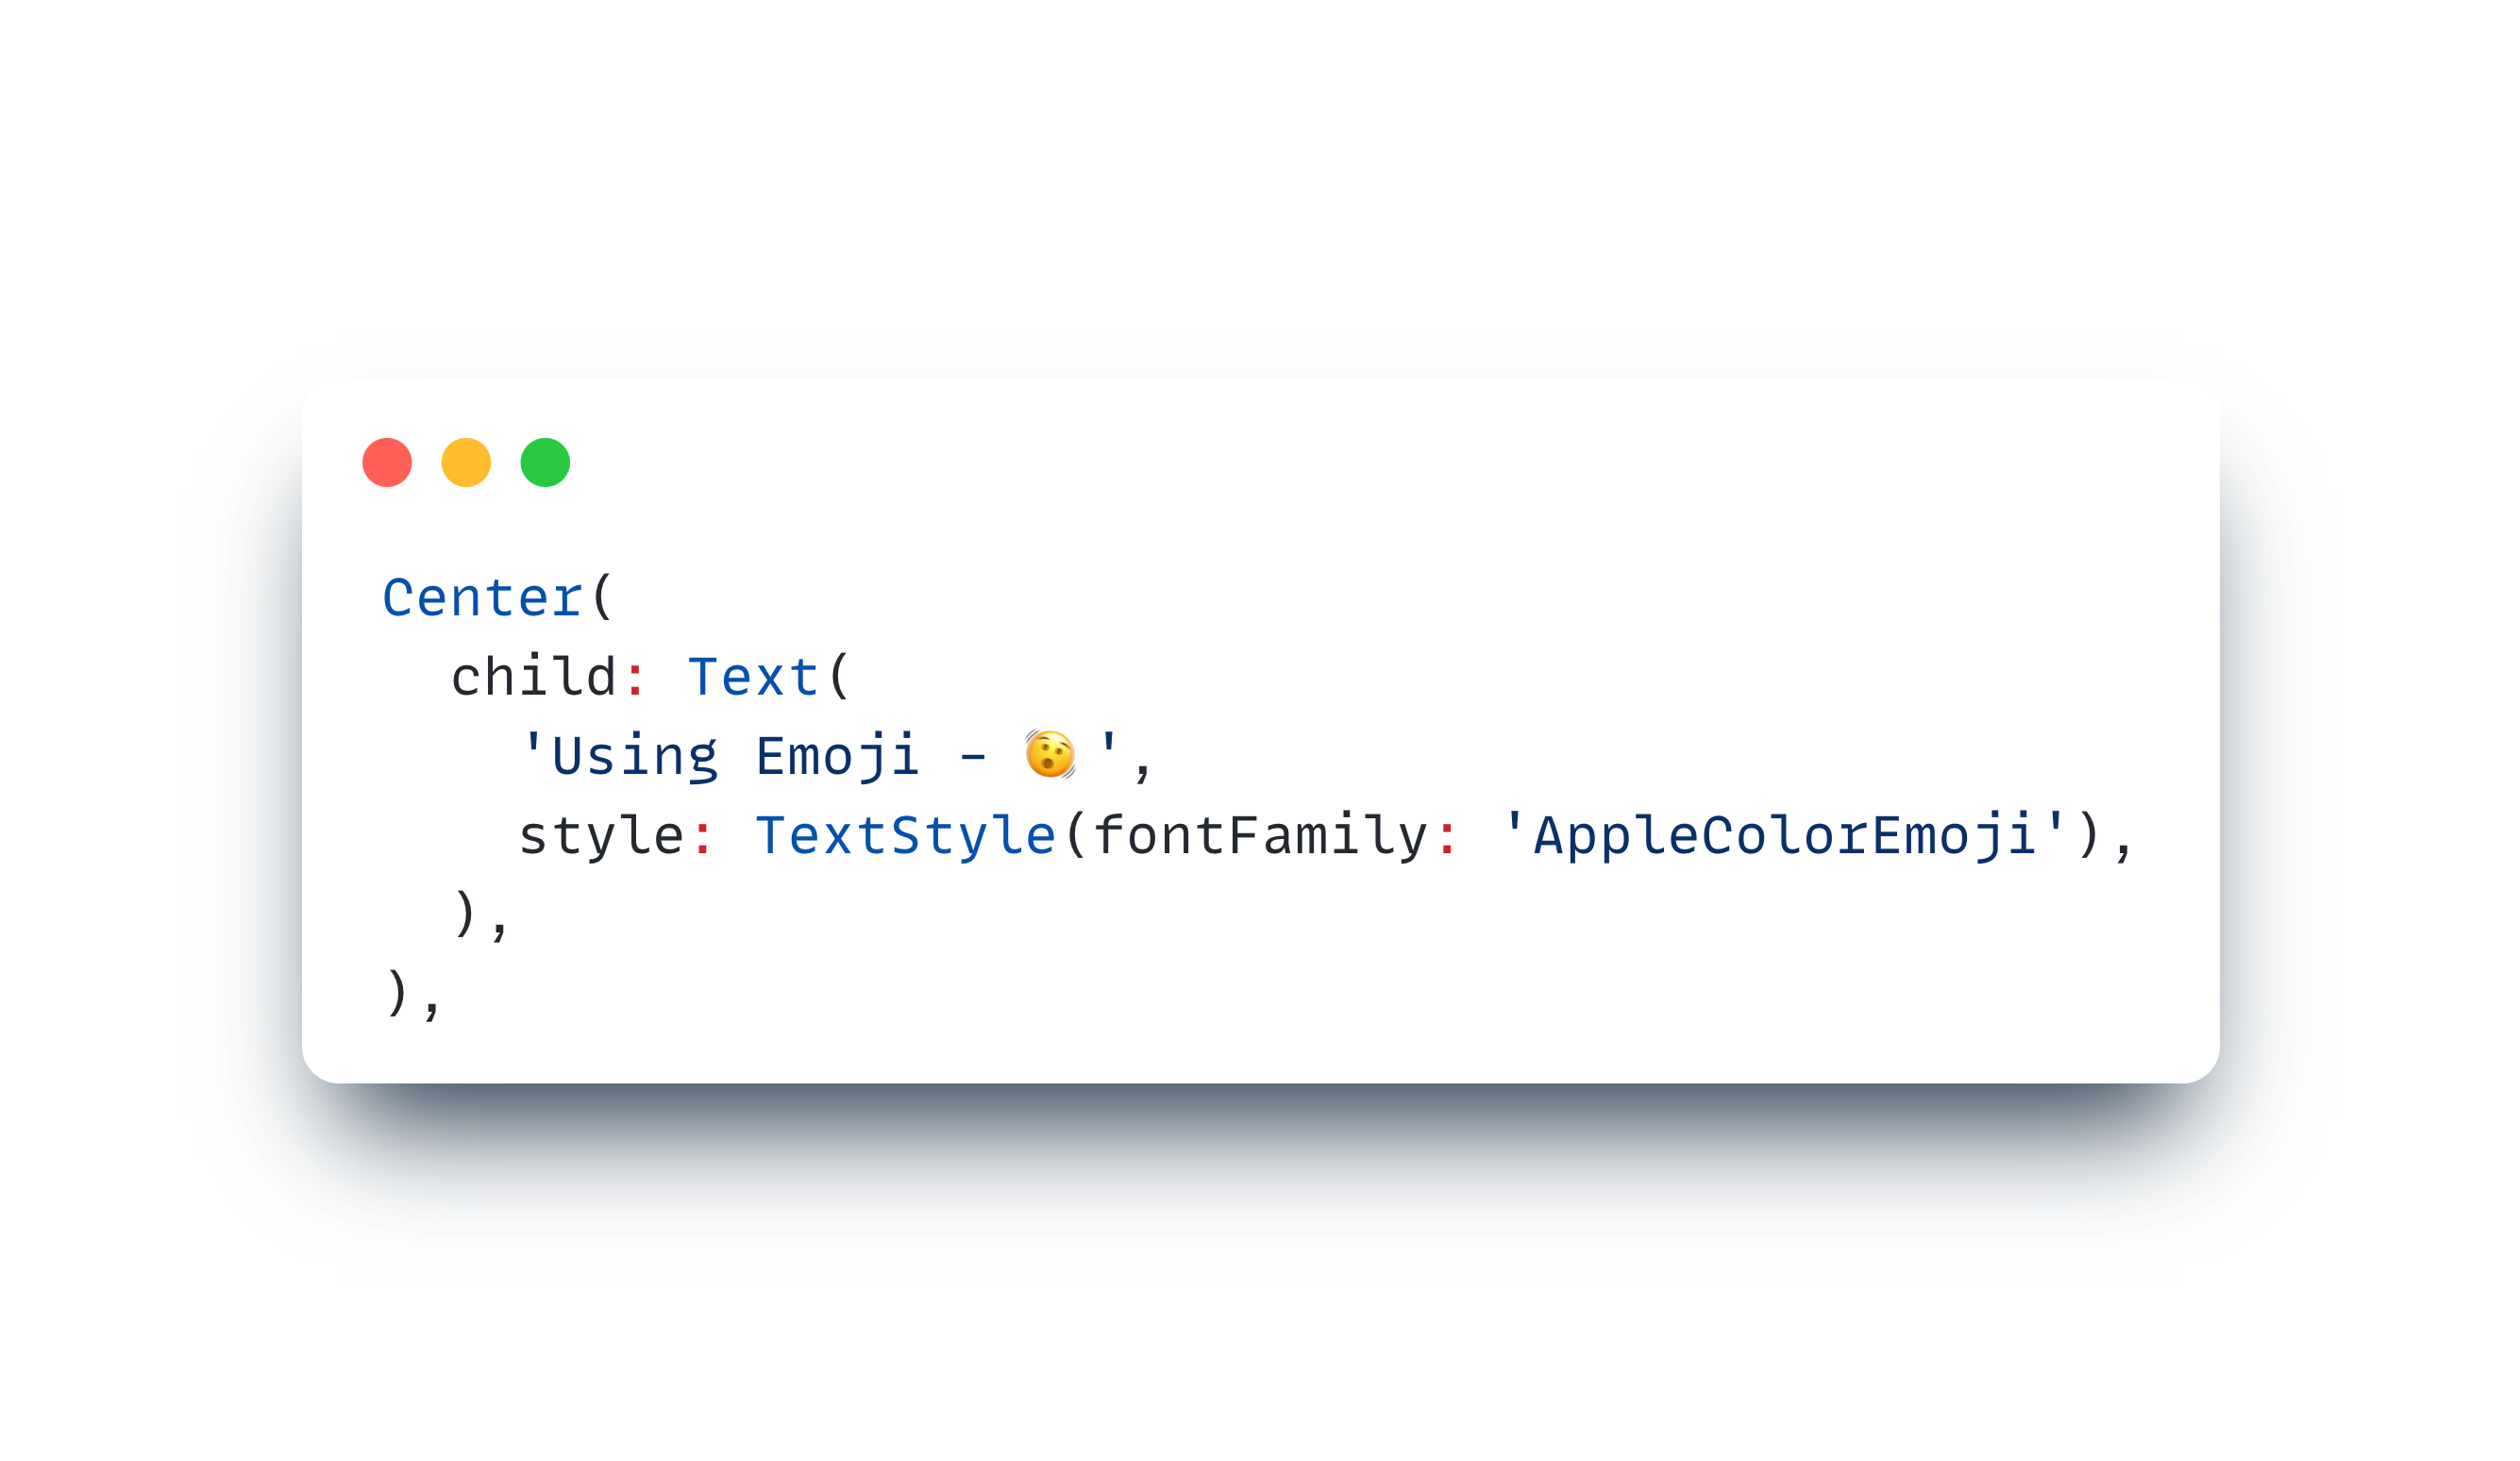 Center(
  child: Text(
    'Using Emoji - 🫨',
    style: TextStyle(fontFamily: 'AppleColorEmoji'),
  ),
),